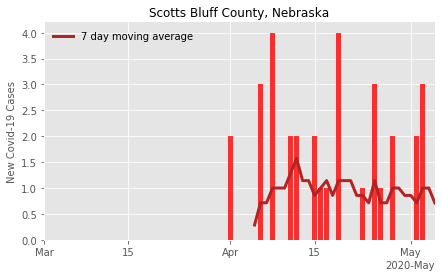 Scotts Bluff County, Nebraska
7 day moving average
New Covid-19 Cases
4.0
3.5
3.0
2.5
2.0
1.5
1.0
0.5
0.0
Mar
15
Apr
15
May
2020-May